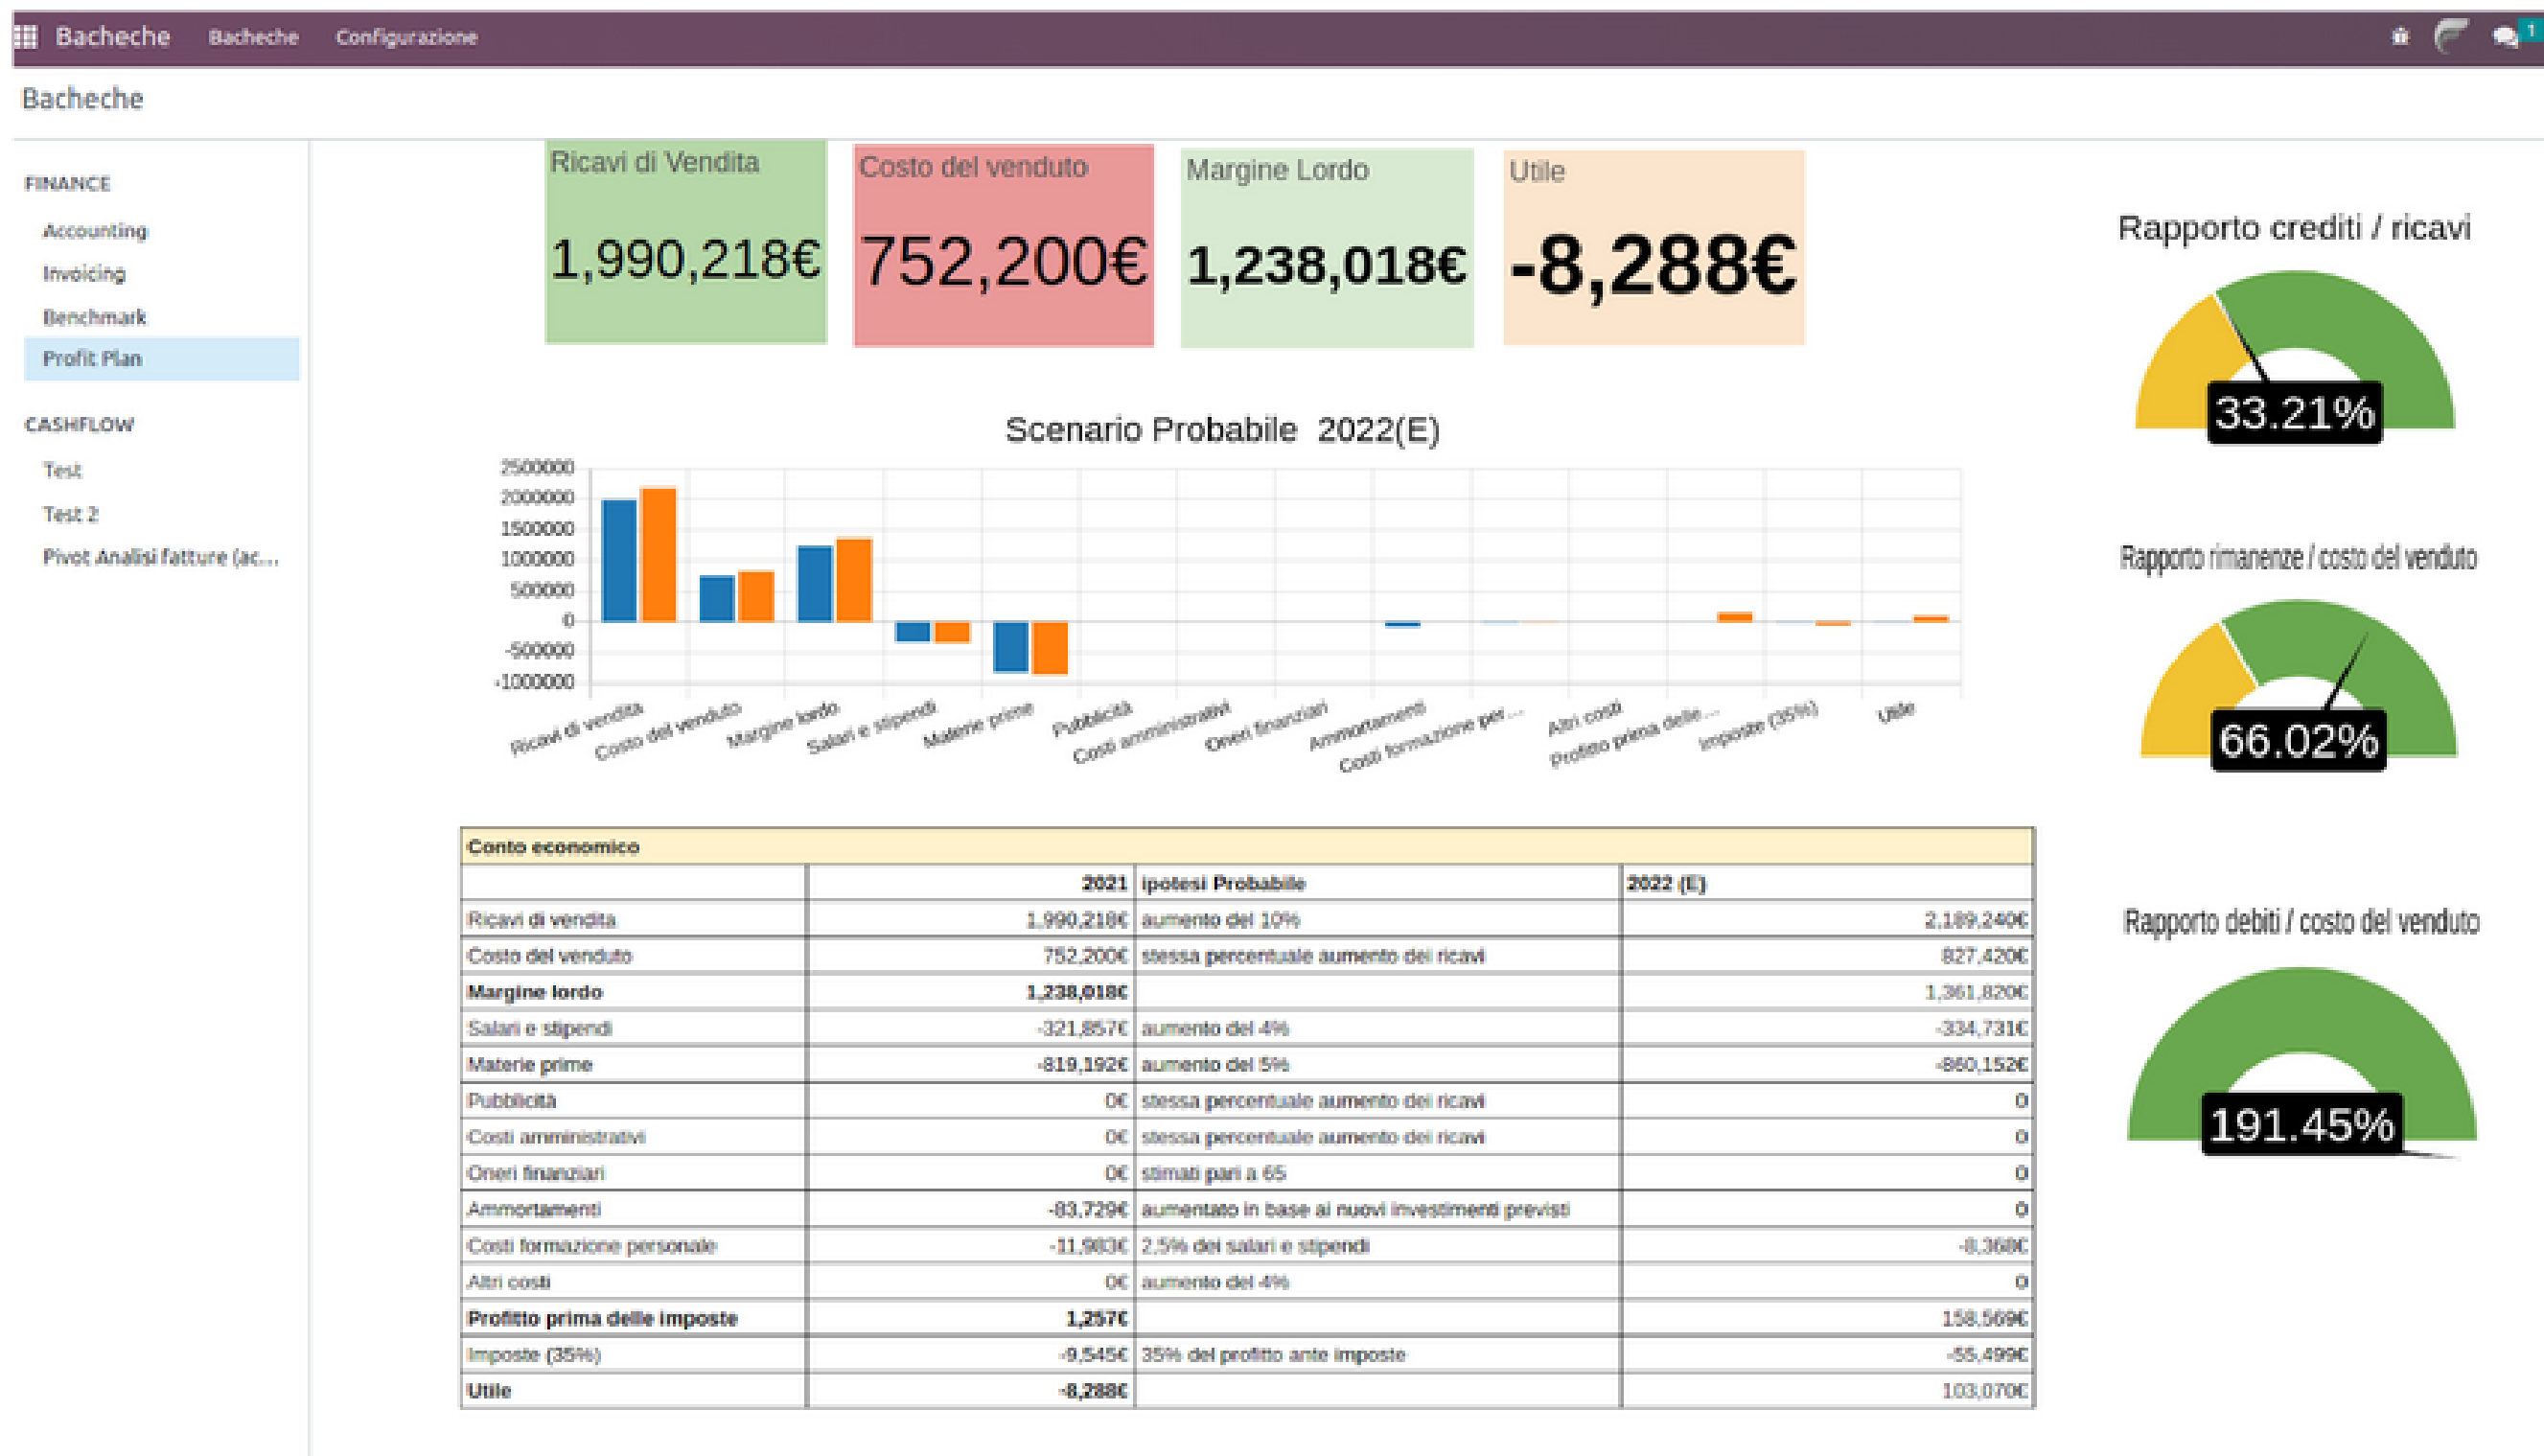 Bacheche Bacheche Configurazione 1
Bacheche
FINANCE
Accounting
Invoicing
Benchmark
Profit Plan
CASHFLOW
Test
Test 2
Pivot Analisi fatture (ac...
Ricavi di Vendita
1,990,218€
Costo del venduto
752,200€
Margine Lordo
1,238,018€
Utile
-8,288€
Scenario Probabile 2022(E)
2500000
2000000
1500000
1000000
500000
0
-500000
-1000000
Ricavi di vendita
Costo del venduto
Margine lordo
Salari e stipendi
Materie prime
Pubblicità
Costi amministrativi
Oneri finanziari
Ammortamenti
Costi formazione per...
Altri costi
Profitto prima delle...
Imposte (35%)
Utile
Conto economico
2021 ipotesi Probabile 2022 (E)
Ricavi di vendita 1,990,218€ aumento del 10% 2,189,240€
Costo del venduto 752,200€ stessa percentuale aumento dei ricavi 827,420€
Margine lordo 1,238,018€ 1,361,820€
Salari e stipendi -321,857€ aumento del 4% -334,731€
Materie prime -819,192€ aumento del 5% -860,152€
Pubblicità 0€ stessa percentuale aumento dei ricavi 0
Costi amministrativi 0€ stessa percentuale aumento dei ricavi 0
Oneri finanziari 0€ stimati pari a 65 0
Ammortamenti -83,729€ aumentato in base ai nuovi investimenti previsti 0
Costi formazione personale -11,983€ 2,5% dei salari e stipendi -8,368€
Altri costi 0€ aumento del 4% 0
Profitto prima delle imposte 1,257€ 158,569€
Imposte (35%) -9,545€ 35% del profitto ante imposte -55,499€
Utile -8,288€ 103,070€
Rapporto crediti / ricavi
33.21%
Rapporto rimanenze / costo del venduto
66.02%
Rapporto debiti / costo del venduto
191.45%